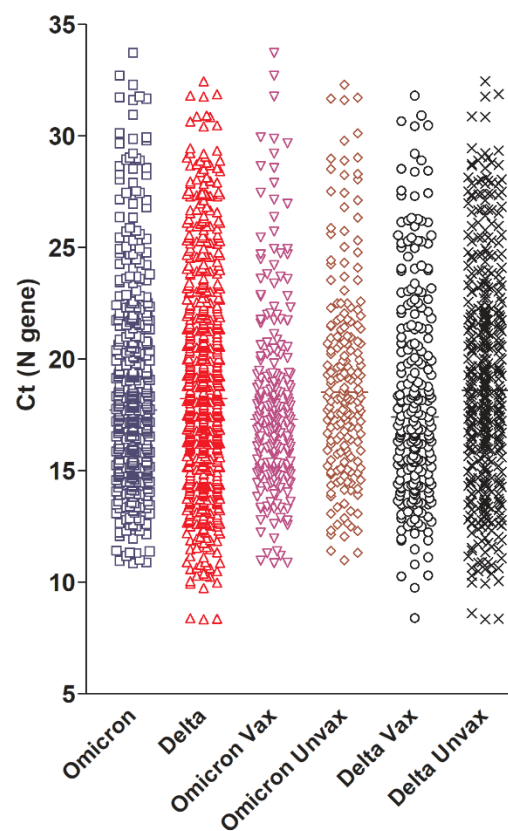 Ct (N gene)
35
30
25
20
15
10
5
Omicron
Delta
Omicron Vax
Omicron Unvax
Delta Vax
Delta Unvax